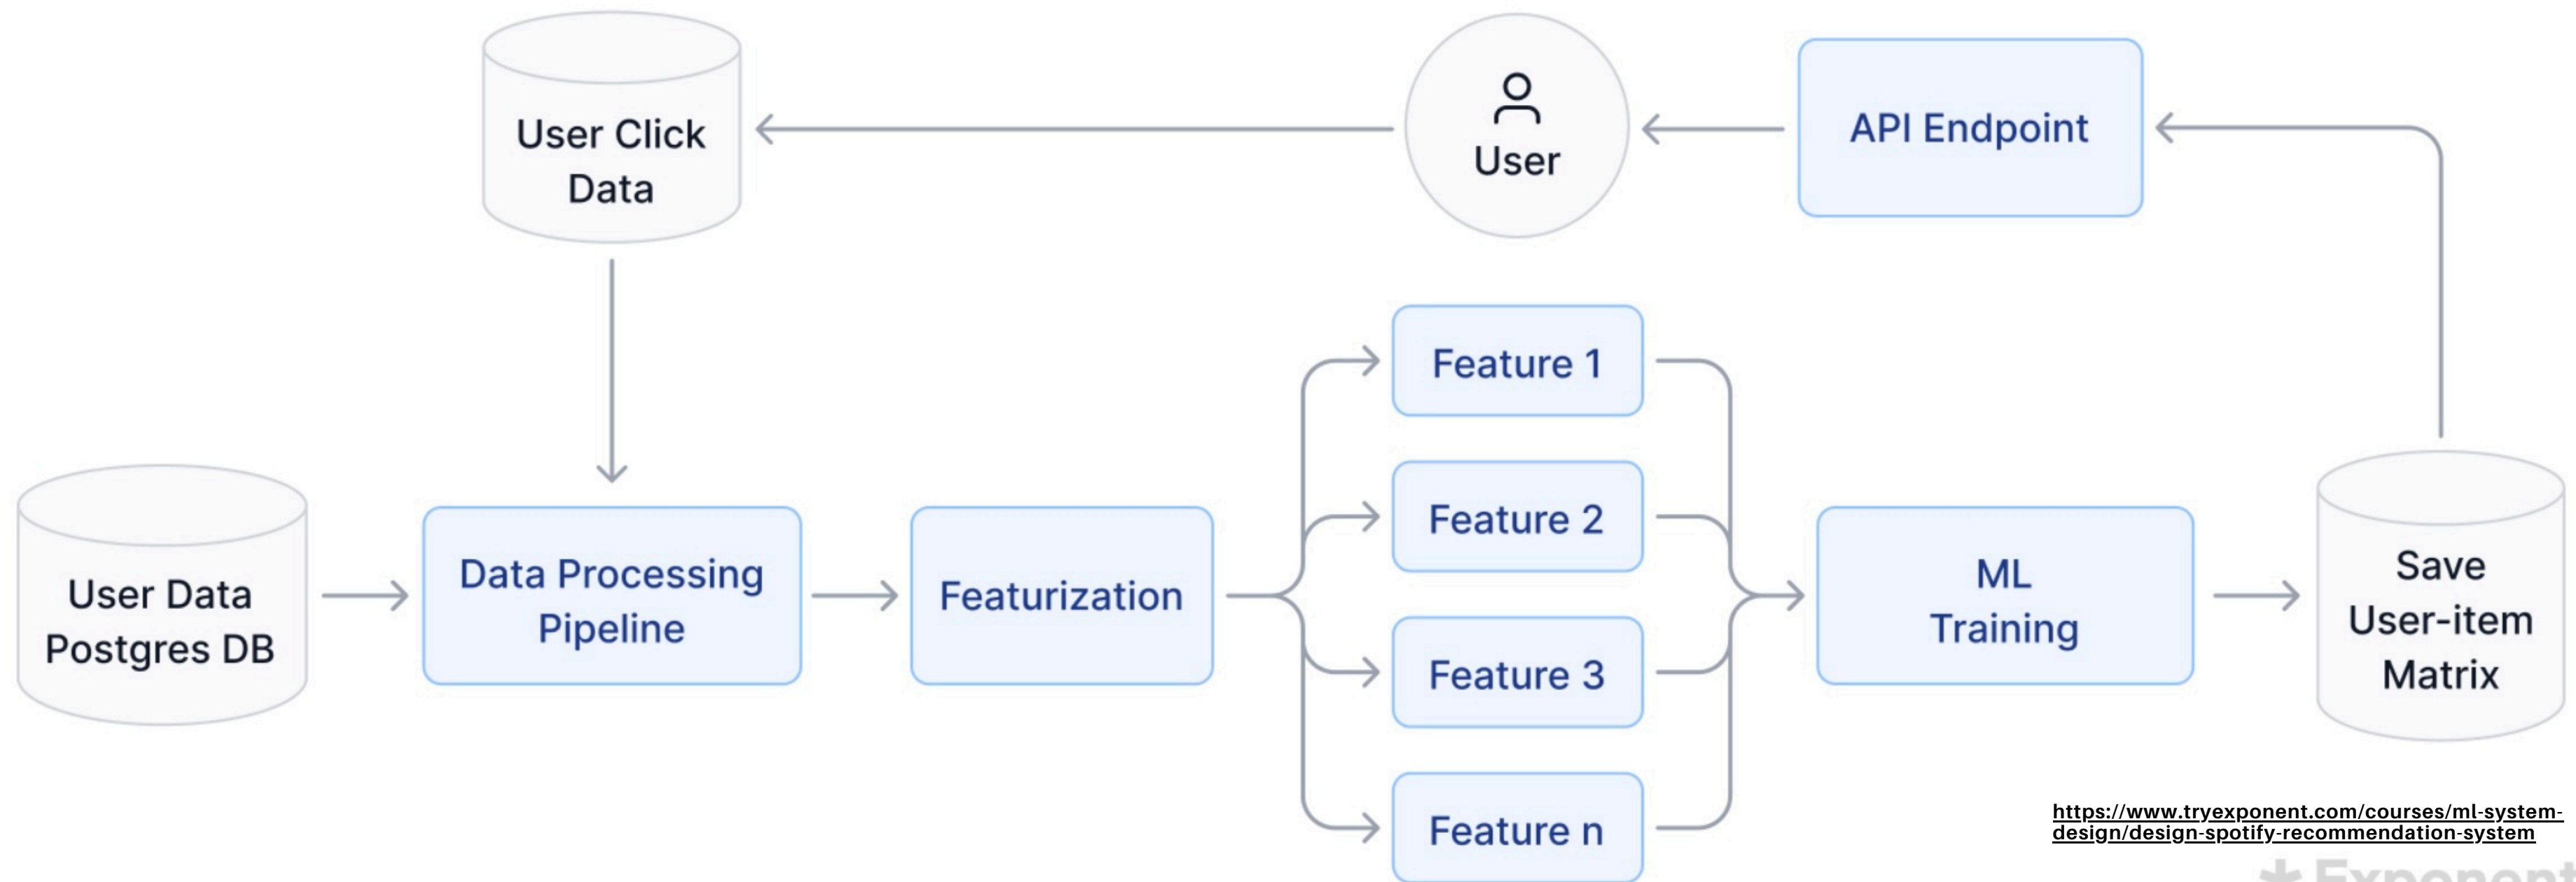 User Click
Data
User
API Endpoint
Feature 1
Feature 2
Feature 3
Feature n
User Data
Postgres DB
Data Processing
Pipeline
Featurization
ML
Training
Save
User-item
Matrix
https://www.tryexponent.com/courses/ml-system-
design/design-spotify-recommendation-system
Exponent